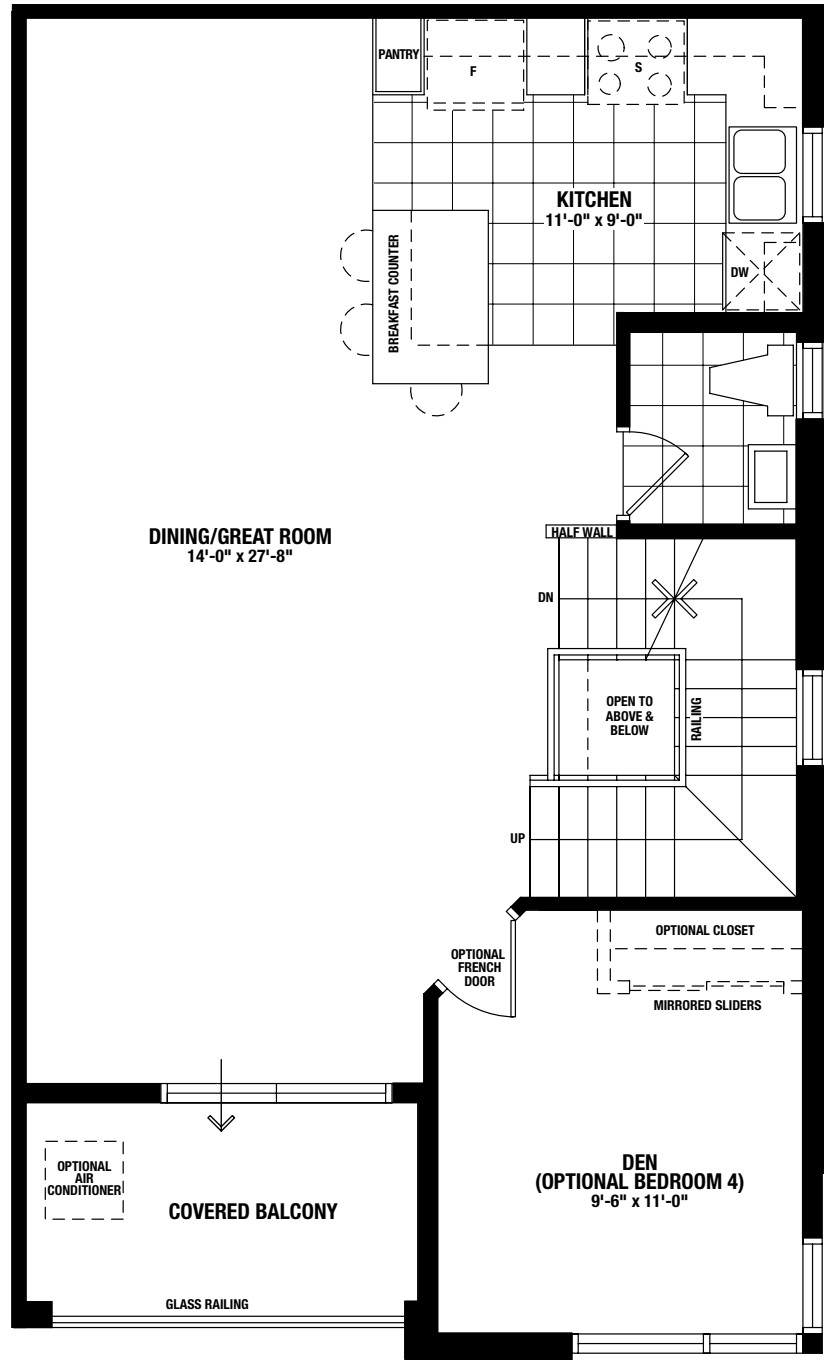 PANTRY
F
S
KITCHEN
11'-0" x 9'-0"
BREAKFAST COUNTER
DW
DINING/GREAT ROOM
14'-0" x 27'-8"
HALF WALL
DN
OPEN TO
ABOVE &
BELOW
RAILING
UP
OPTIONAL CLOSET
OPTIONAL
FRENCH
DOOR
MIRRORED SLIDERS
OPTIONAL
AIR
CONDITIONER
DEN
(OPTIONAL BEDROOM 4)
9'-6" x 11'-0"
COVERED BALCONY
GLASS RAILING